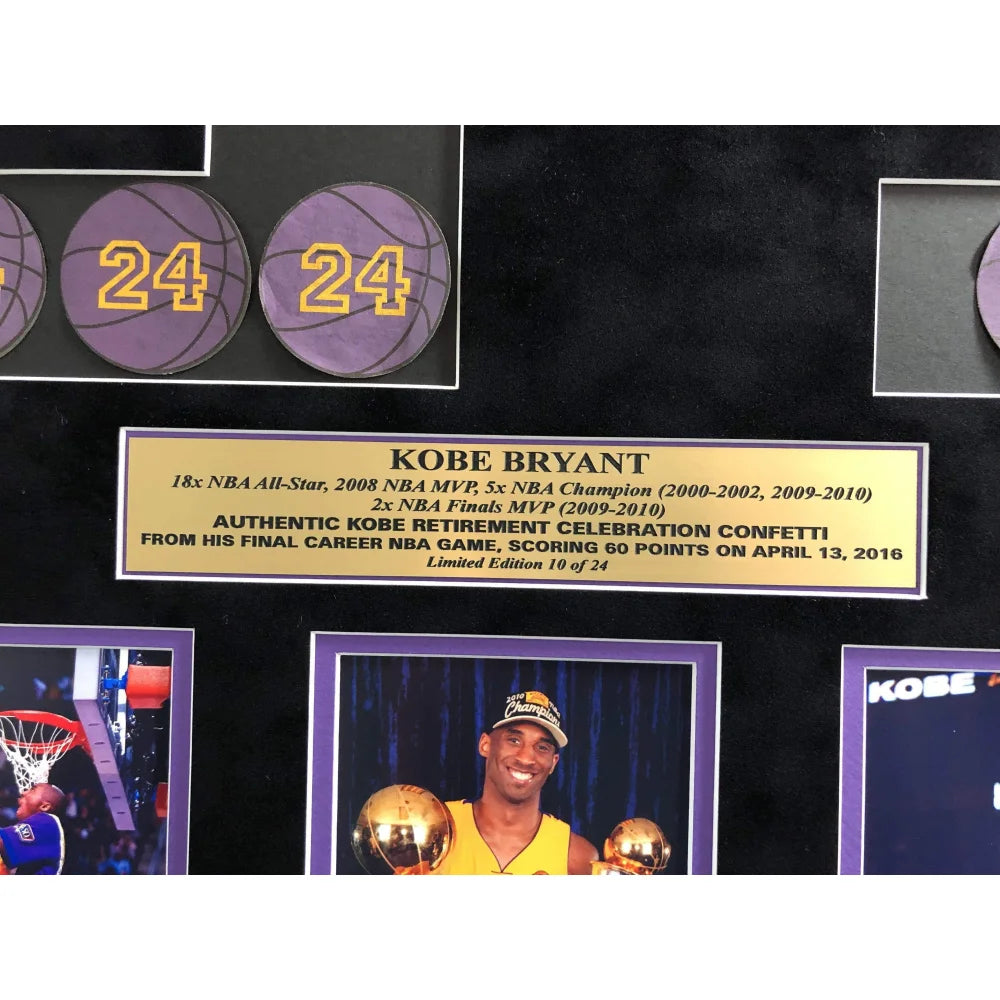 24
24
KOBE BRYANT
18x NBA All-Star, 2008 NBA MVP, 5x NBA Champion (2000-2002, 2009-2010)
2x NBA Finals MVP (2009-2010)
AUTHENTIC KOBE RETIREMENT CELEBRATION CONFETTI
FROM HIS FINAL CAREER NBA GAME, SCORING 60 POINTS ON APRIL 13, 2016
Limited Edition 10 of 24
2010
Champions
KOBE